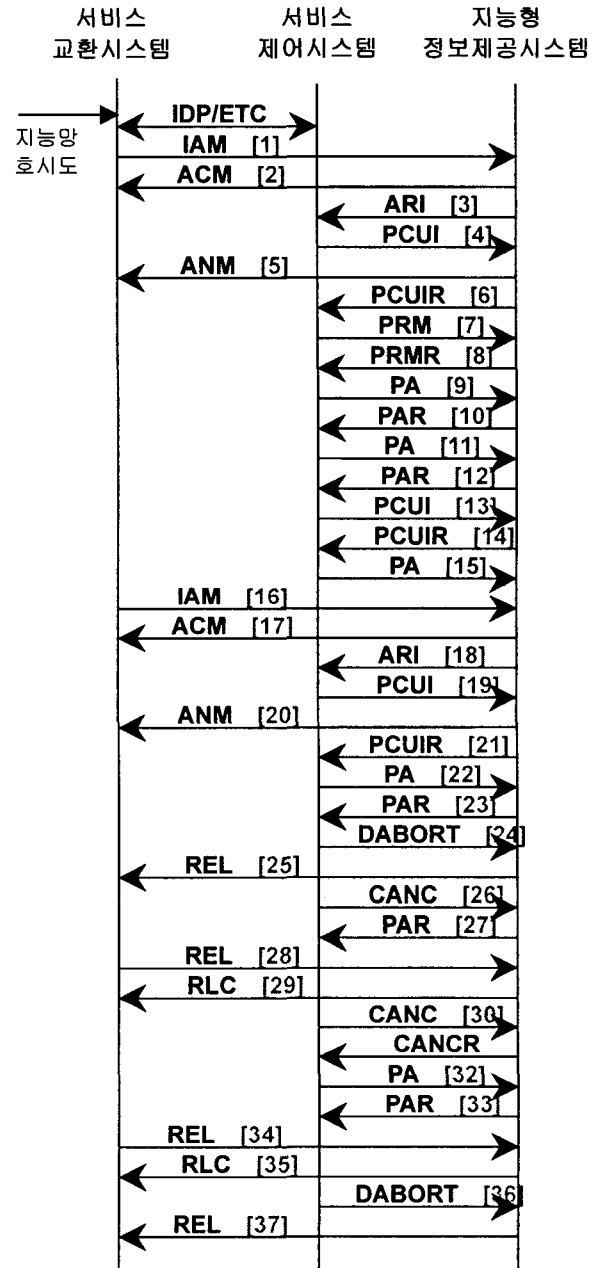 서비스 서비스 지능형
교환시스템 제어시스템 정보제공시스템
IDP/ETC
지능망
호시도
IAM [1]
ACM [2]
ARI [3]
PCUI [4]
ANM [5]
PCUIR [6]
PRM [7]
PRMR [8]
PA [9]
PAR [10]
PA [11]
PAR [12]
PCUI [13]
PCUIR [14]
PA [15]
IAM [16]
ACM [17]
ARI [18]
PCUI [19]
ANM [20]
PCUIR [21]
PA [22]
PAR [23]
DABORT [24]
REL [25]
CANC [26]
PAR [27]
REL [28]
RLC [29]
CANC [30]
CANCR
PA [32]
PAR [33]
REL [34]
RLC [35]
DABORT [36]
REL [37]